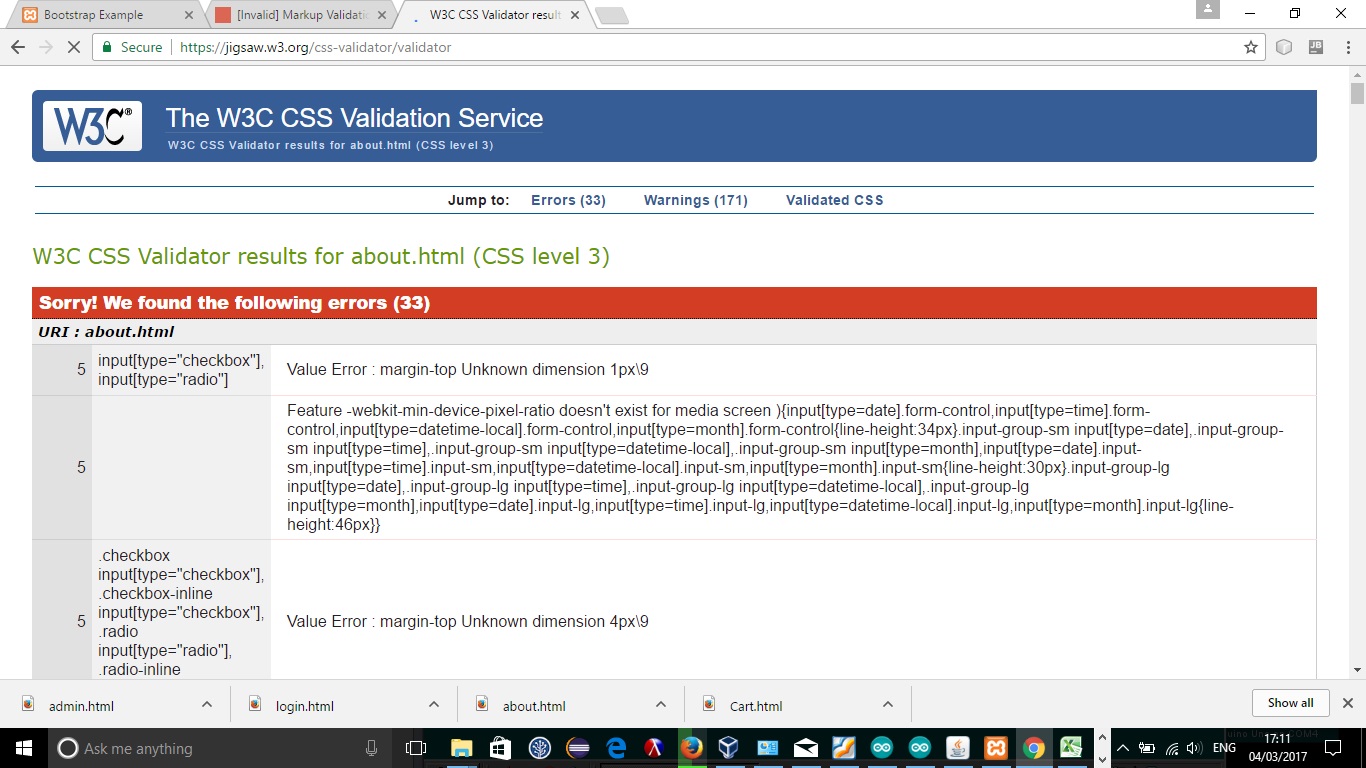 Bootstrap Example
[Invalid] Markup Validatio
W3C CSS Validator result
Secure
https://jigsaw.w3.org/css-validator/validator
JB
W3C®
The W3C CSS Validation Service
W3C CSS Validator results for about.html (CSS level 3)
Jump to: Errors (33) Warnings (171) Validated CSS
W3C CSS Validator results for about.html (CSS level 3)
Sorry! We found the following errors (33)
URI : about.html
5
input[type="checkbox"],
input[type="radio"]
Value Error : margin-top Unknown dimension 1px\9
5
Feature -webkit-min-device-pixel-ratio doesn't exist for media screen ){input[type=date].form-control,input[type=time].form-
control,input[type=datetime-local].form-control,input[type=month].form-control{line-height:34px}.input-group-sm input[type=date],.input-group-
sm input[type=time],.input-group-sm input[type=datetime-local],.input-group-sm input[type=month],input[type=date].input-
sm,input[type=time].input-sm,input[type=datetime-local].input-sm,input[type=month].input-sm{line-height:30px}.input-group-lg
input[type=date],.input-group-lg input[type=time],.input-group-lg input[type=datetime-local],.input-group-lg
input[type=month],input[type=date].input-lg,input[type=time].input-lg,input[type=datetime-local].input-lg,input[type=month].input-lg{line-
height:46px}}
5
.checkbox
input[type="checkbox"],
.checkbox-inline
input[type="checkbox"],
.radio
input[type="radio"],
.radio-inline
Value Error : margin-top Unknown dimension 4px\9
admin.html
login.html
about.html
Cart.html
Show all
Ask me anything
ENG
17:11
04/03/2017